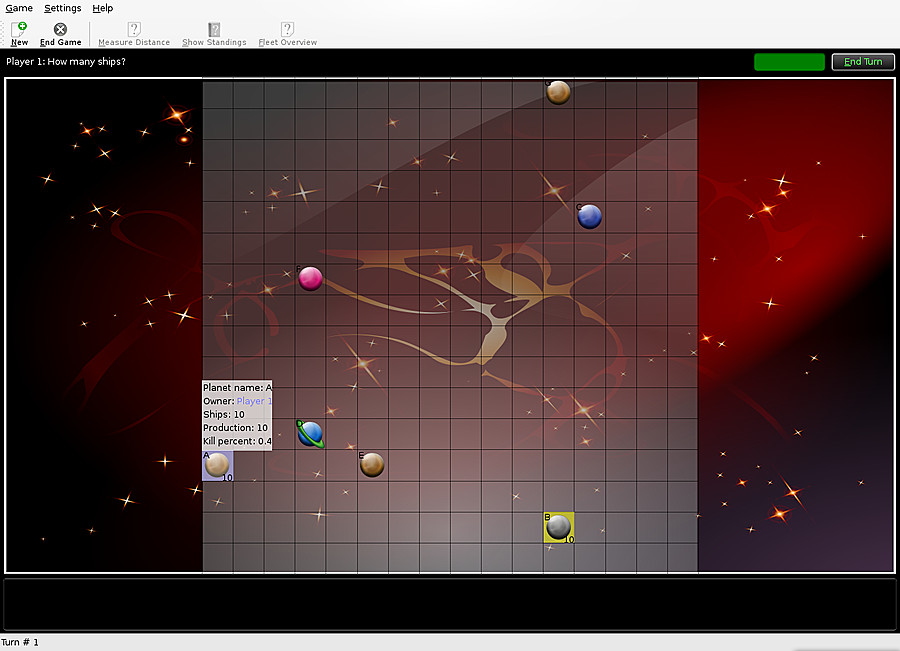 Game Settings Help
New End Game Measure Distance Show Standings Fleet Overview
Player 1: How many ships?
End Turn
C
F
Planet name: A
Owner: Player 1
Ships: 10
Production: 10
Kill percent: 0.4
A
10
E
B
10
Turn # 1